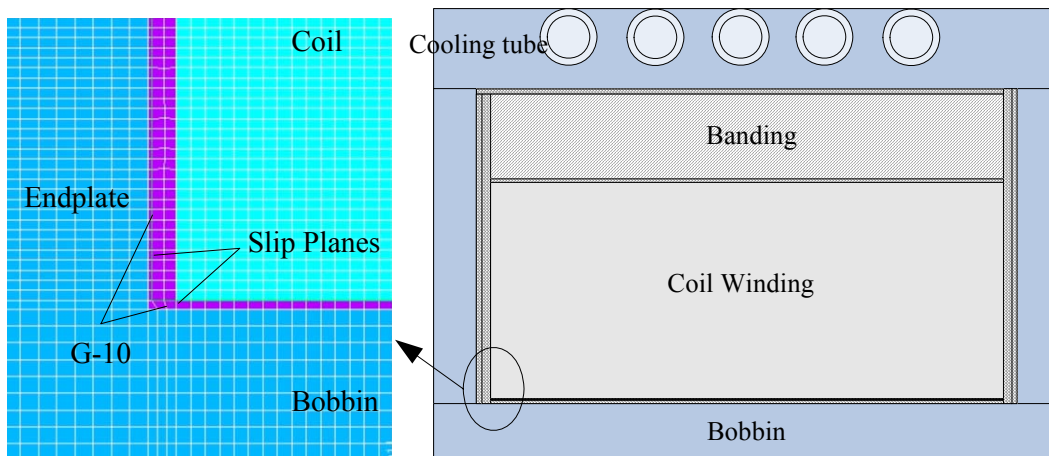 Coil
Endplate
Slip Planes
G-10
Bobbin
Cooling tube
Banding
Coil Winding
Bobbin